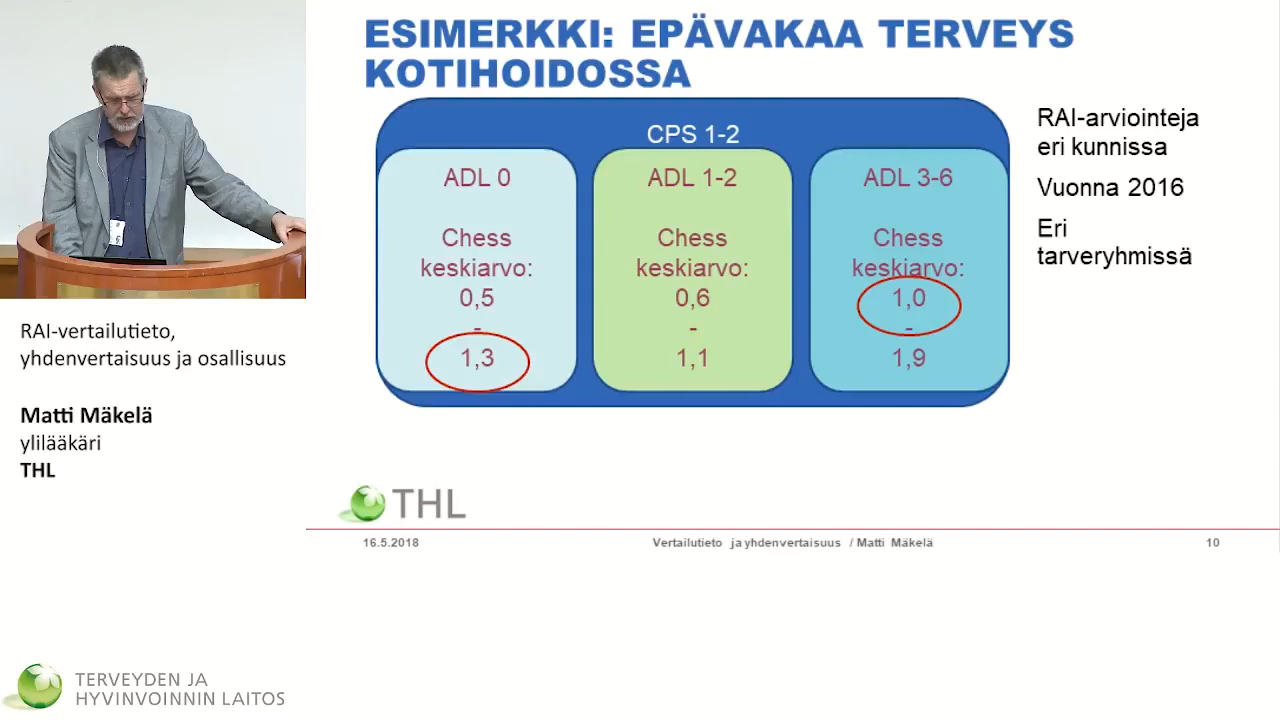 ESIMERKKI: EPÄVAKAA TERVEYS
KOTIHOIDOSSA
CPS 1-2
ADL 0
Chess
keskiarvo:
0,5
-
1,3
ADL 1-2
Chess
keskiarvo:
0,6
-
1,1
ADL 3-6
Chess
keskiarvo:
1,0
-
1,9
RAI-arviointeja
eri kunnissa
Vuonna 2016
Eri
tarveryhmissä
RAI-vertailutieto,
yhdenvertaisuus ja osallisuus
Matti Mäkelä
ylilääkäri
THL
THL
16.5.2018
Vertailutieto ja yhdenvertaisuus / Matti Mäkelä
10
TERVEYDEN JA
HYVINVOINNIN LAITOS